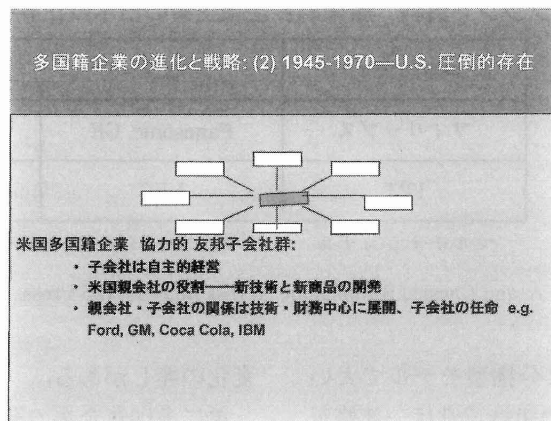 多国籍企業の進化と戦略: (2) 1945-1970—U.S. 圧倒的存在
米国多国籍企業 協力的 友邦子会社群:
・ 子会社は自主的経営
・ 米国親会社の役割——新技術と新商品の開発
・ 親会社・子会社の関係は技術・財務中心に展開、子会社の任命 e.g.
Ford, GM, Coca Cola, IBM